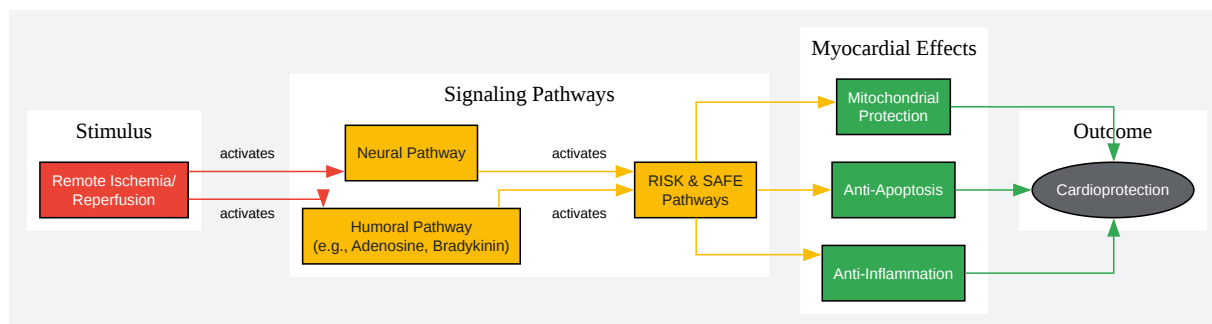 Stimulus
Remote Ischemia/
Reperfusion
activates
activates
Signaling Pathways
Neural Pathway
Humoral Pathway
(e.g., Adenosine, Bradykinin)
activates
activates
RISK & SAFE
Pathways
Myocardial Effects
Mitochondrial
Protection
Anti-Apoptosis
Anti-Inflammation
Outcome
Cardioprotection